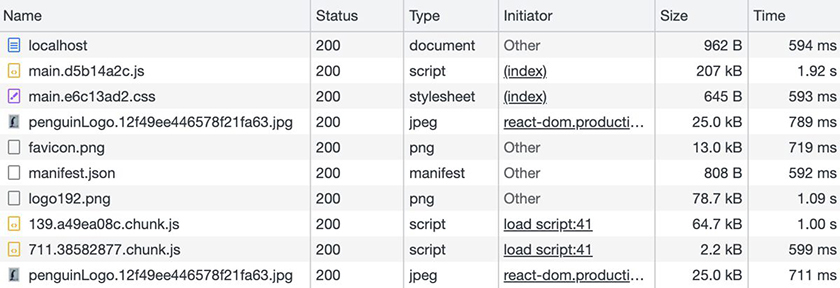 Name Status Type Initiator Size Time
localhost 200 document Other 962 B 594 ms
main.d5b14a2c.js 200 script (index) 207 kB 1.92 s
main.e6c13ad2.css 200 stylesheet (index) 645 B 593 ms
penguinLogo.12f49ee446578f21fa63.jpg 200 jpeg react-dom.producti... 25.0 kB 789 ms
favicon.png 200 png Other 13.0 kB 719 ms
manifest.json 200 manifest Other 808 B 592 ms
logo192.png 200 png Other 78.7 kB 1.09 s
139.a49ea08c.chunk.js 200 script load script:41 64.7 kB 1.00 s
711.38582877.chunk.js 200 script load script:41 2.2 kB 599 ms
penguinLogo.12f49ee446578f21fa63.jpg 200 jpeg react-dom.producti... 25.0 kB 711 ms